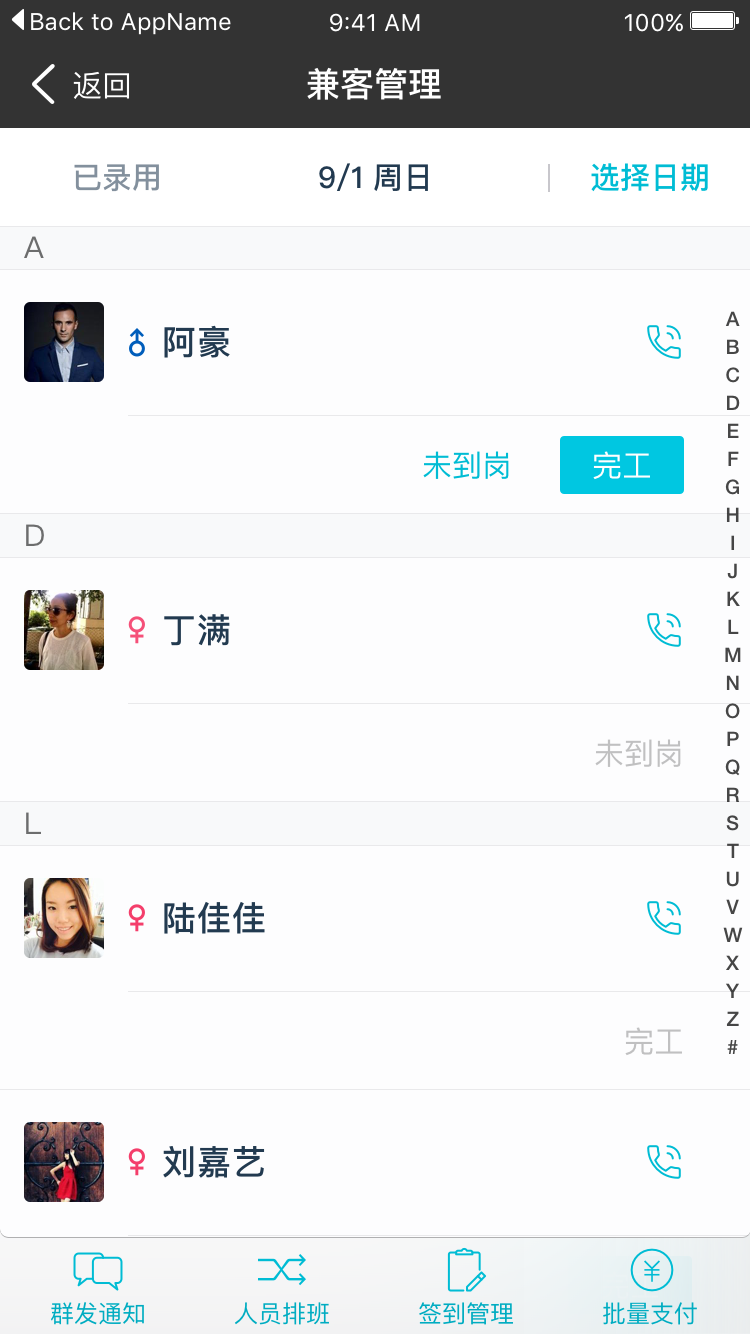 Back to AppName 9:41 AM 100%
返回 兼客管理
已录用 9/1 周日 选择日期
A
阿豪
未到岗 完工
D
丁满
未到岗
L
陆佳佳
完工
刘嘉艺
A
B
C
D
E
F
G
H
I
J
K
L
M
N
O
P
Q
R
S
T
U
V
W
X
Y
Z
#
群发通知 人员排班 签到管理 批量支付